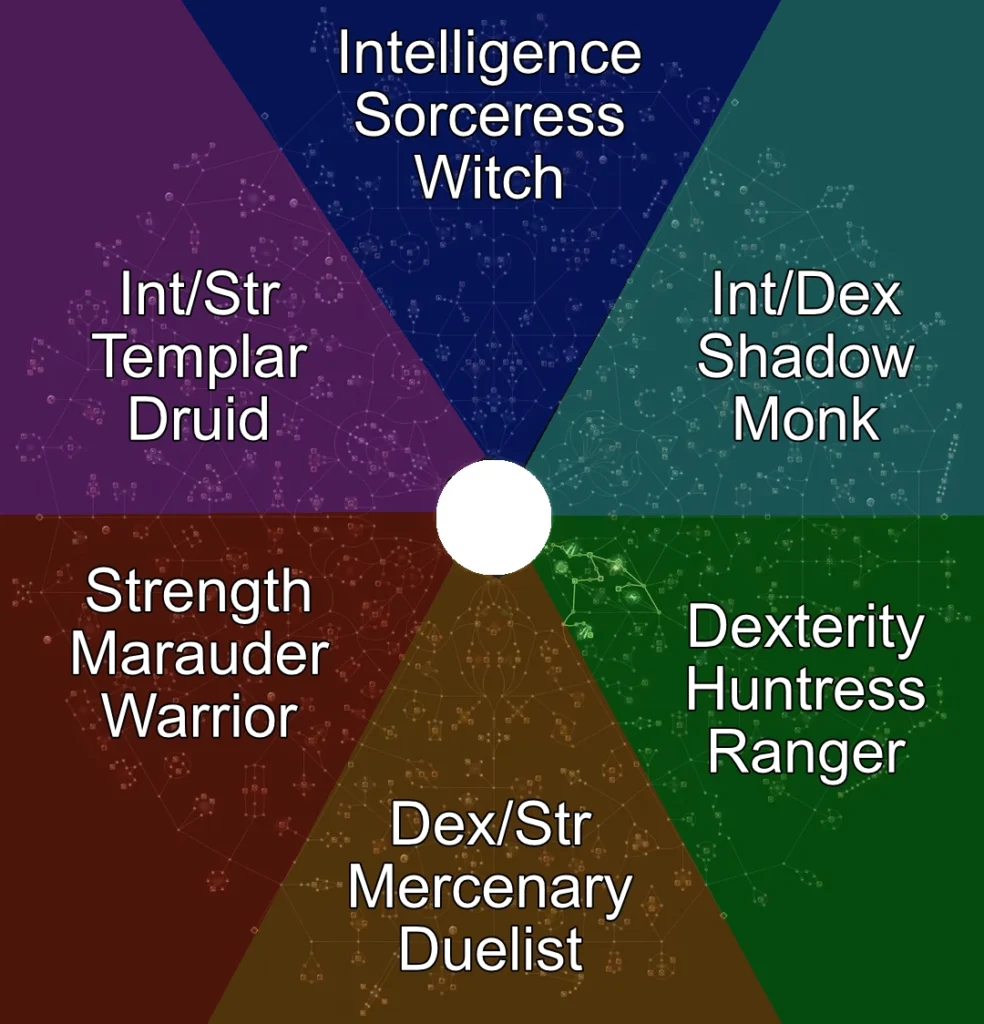 Intelligence
Sorceress
Witch
Int/Str
Templar
Druid
Int/Dex
Shadow
Monk
Strength
Marauder
Warrior
Dexterity
Huntress
Ranger
Dex/Str
Mercenary
Duelist